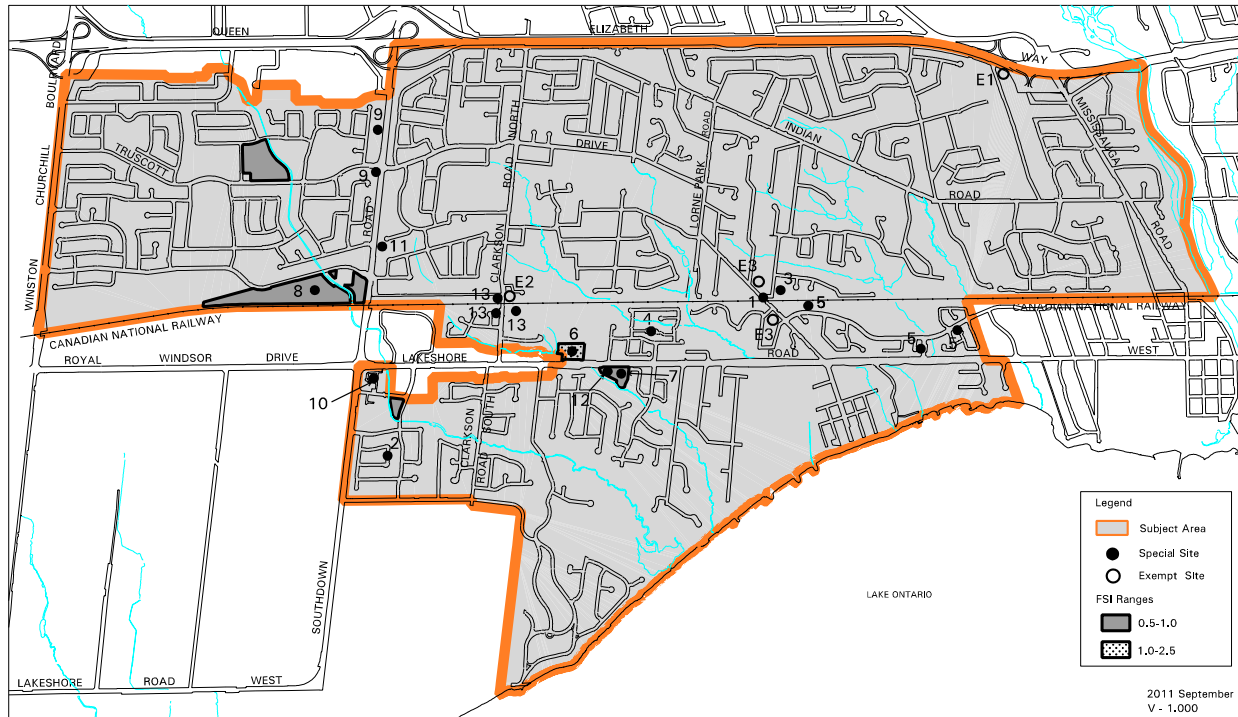 QUEEN
ELIZABETH
WAY
BOULEVARD
CHURCHILL
WINSTON
TRUSCOTT
DRIVE
ROAD
CLARKSON
ROAD
NORTH
LORNE PARK
ROAD
INDIAN
ROAD
MISSISSAUGA
ROAD
E1
9
9
11
8
13
E2
13
13
E3
3
1
5
E3
4
6
5
5
7
12
10
2
CANADIAN NATIONAL RAILWAY
CANADIAN NATIONAL RAILWAY
ROYAL
WINDSOR
DRIVE
LAKESHORE
ROAD
WEST
CLARKSON
ROAD
SOUTH
SOUTHDOWN
LAKESHORE
ROAD
WEST
LAKE ONTARIO
Legend
Subject Area
Special Site
Exempt SIte
FSI Ranges
0.5-1.0
1.0-2.5
2011 September
V - 1.000